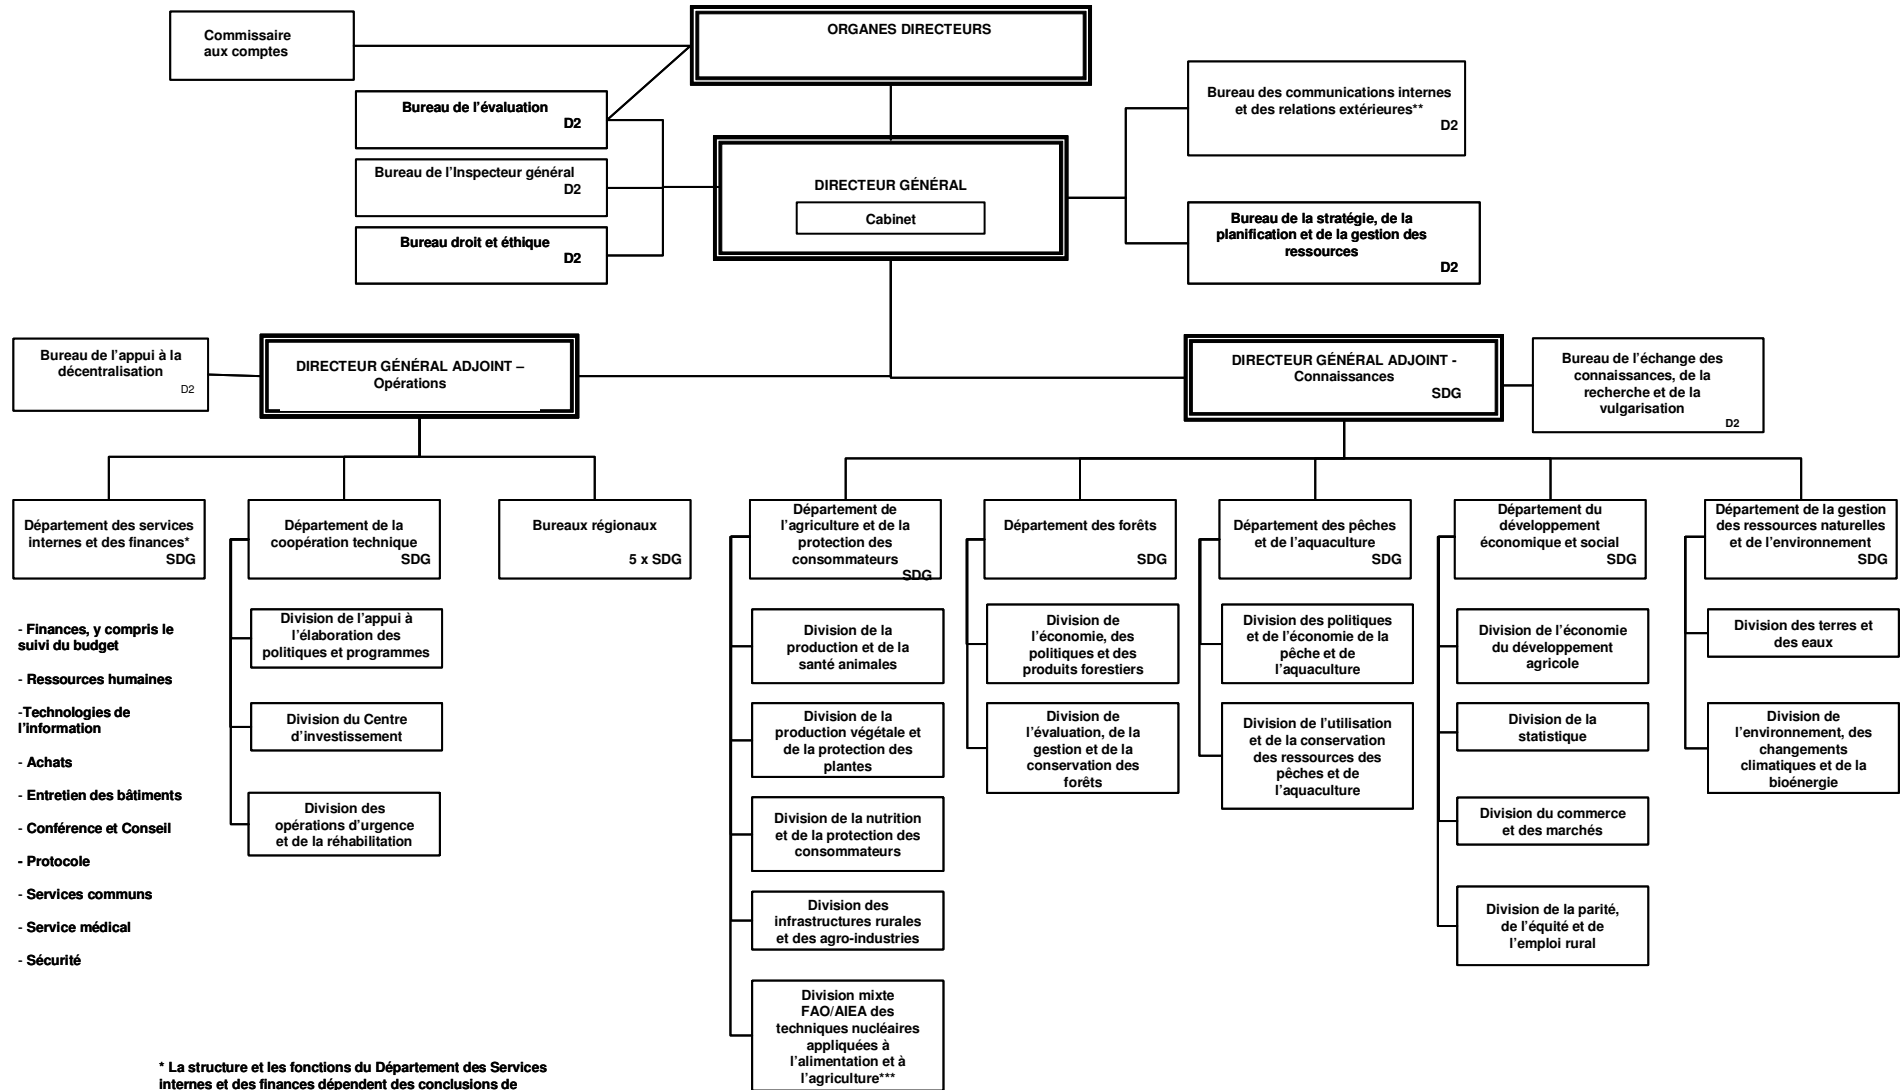 ORGANES DIRECTEURS
Commissaire
aux comptes
Bureau de l'évaluation
D2
Bureau de l'Inspecteur général
D2
Bureau droit et éthique
D2
DIRECTEUR GÉNÉRAL
Cabinet
Bureau des communications internes
et des relations extérieures**
D2
Bureau de la stratégie, de la
planification et de la gestion des
ressources
D2
Bureau de l'appui à la
décentralisation
D2
DIRECTEUR GÉNÉRAL ADJOINT –
Opérations
DIRECTEUR GÉNÉRAL ADJOINT -
Connaissances
SDG
Bureau de l'échange des
connaissances, de la
recherche et de la
vulgarisation
D2
Département des services
internes et des finances*
SDG
- Finances, y compris le
suivi du budget
- Ressources humaines
-Technologies de
l'information
- Achats
- Entretien des bâtiments
- Conférence et Conseil
- Protocole
- Services communs
- Service médical
- Sécurité
Département de la
coopération technique
SDG
Division de l'appui à
l'élaboration des
politiques et programmes
Division du Centre
d'investissement
Division des
opérations d'urgence
et de la réhabilitation
Bureaux régionaux
5 x SDG
Département de
l'agriculture et de la
protection des
consommateurs
SDG
Division de la
production et de la
santé animales
Division de la
production végétale et
de la protection des
plantes
Division de la nutrition
et de la protection des
consommateurs
Division des
infrastructures rurales
et des agro-industries
Division mixte
FAO/AIEA des
techniques nucléaires
appliquées à
l'alimentation et à
l'agriculture***
Département des forêts
SDG
Division de
l'économie, des
politiques et des
produits forestiers
Division de
l'évaluation, de la
gestion et de la
conservation des
forêts
Département des pêches
et de l'aquaculture
SDG
Division des politiques
et de l'économie de la
pêche et de
l'aquaculture
Division de l'utilisation
et de la conservation
des ressources des
pêches et de
l'aquaculture
Département du
développement
économique et social
SDG
Division de l'économie
du développement
agricole
Division de la
statistique
Division du commerce
et des marchés
Division de la parité,
de l'équité et de
l'emploi rural
Département de la gestion
des ressources naturelles
et de l'environnement
SDG
Division des terres et
des eaux
Division de
l'environnement, des
changements
climatiques et de la
bioénergie
* La structure et les fonctions du Département des Services
internes et des finances dépendent des conclusions de